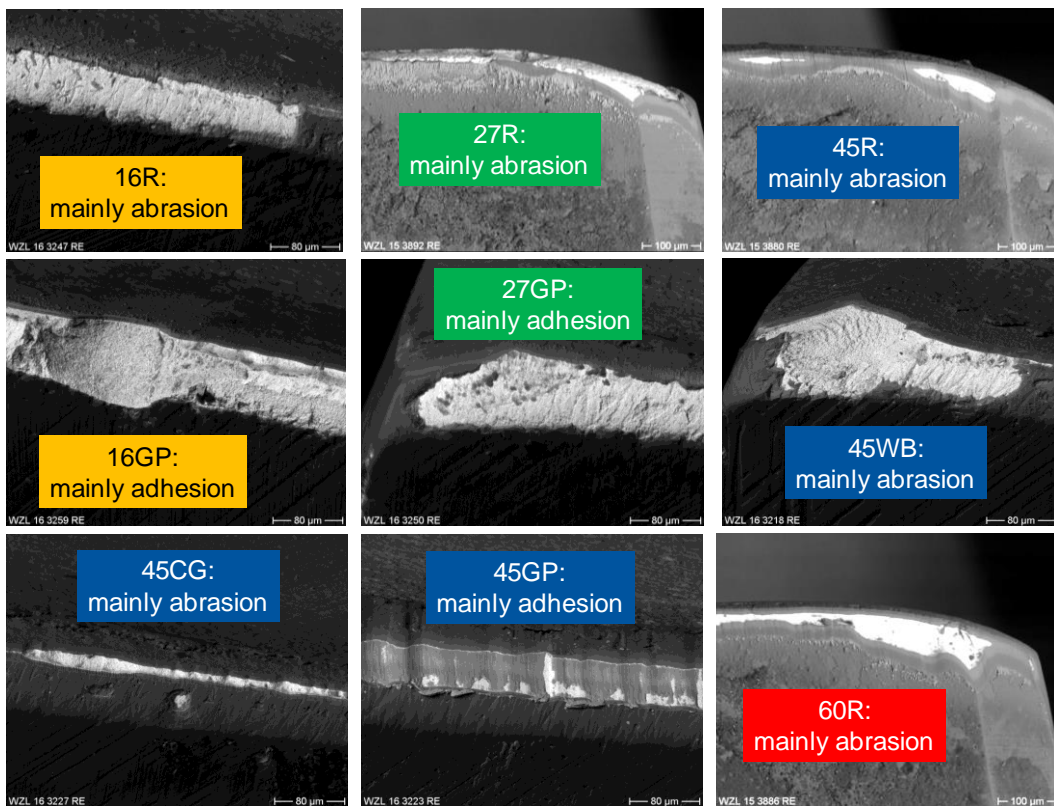 16R:
mainly abrasion
WZL 16 3247 RE
80 µm
27R:
mainly abrasion
WZL 15 3892 RE
100 µm
45R:
mainly abrasion
WZL 15 3880 RE
100 µm
16GP:
mainly adhesion
WZL 16 3259 RE
80 µm
27GP:
mainly adhesion
WZL 16 3250 RE
80 µm
45WB:
mainly abrasion
WZL 16 3218 RE
80 µm
45CG:
mainly abrasion
WZL 16 3227 RE
80 µm
45GP:
mainly adhesion
WZL 16 3223 RE
80 µm
60R:
mainly abrasion
WZL 15 3886 RE
100 µm